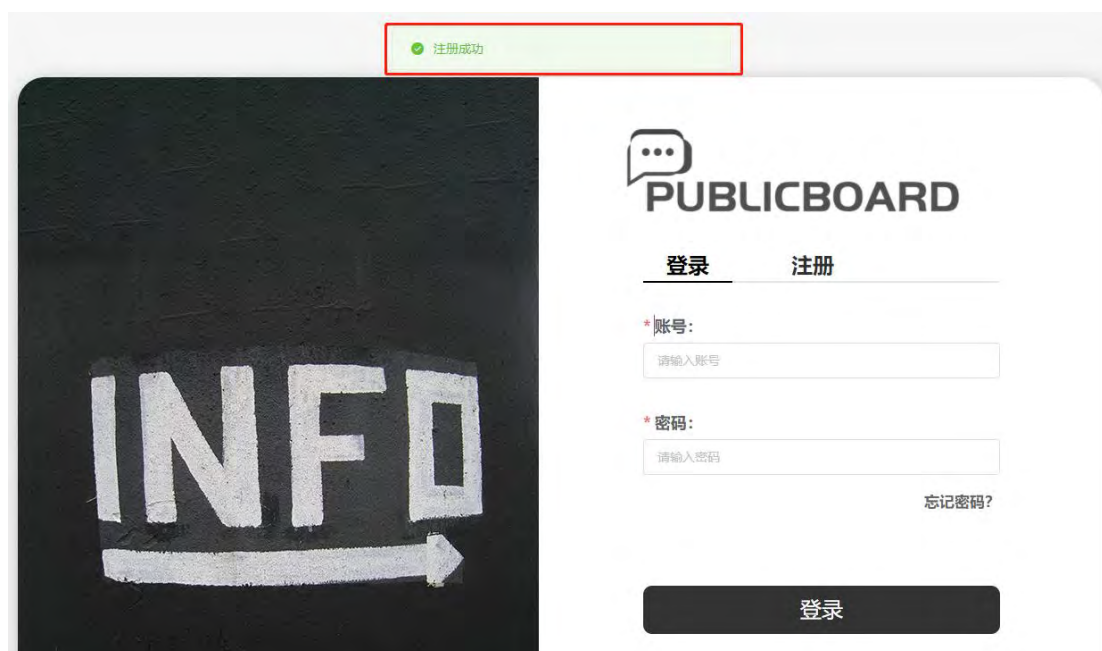 注册成功
PUBLICBOARD
登录 注册
* 账号:
请输入账号
* 密码:
请输入密码
忘记密码?
登录
INFO